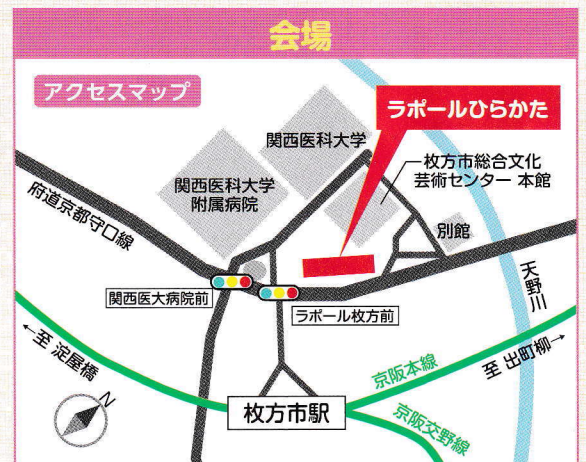 会場
アクセスマップ
ラポールひらかた
関西医科大学
枚方市総合文化
芸術センター 本館
関西医科大学
附属病院
別館
府道京都守口線
天野川
関西医大病院前
ラポール枚方前
←至 淀屋橋
京阪本線
至 出町柳→
N
枚方市駅
京阪交野線